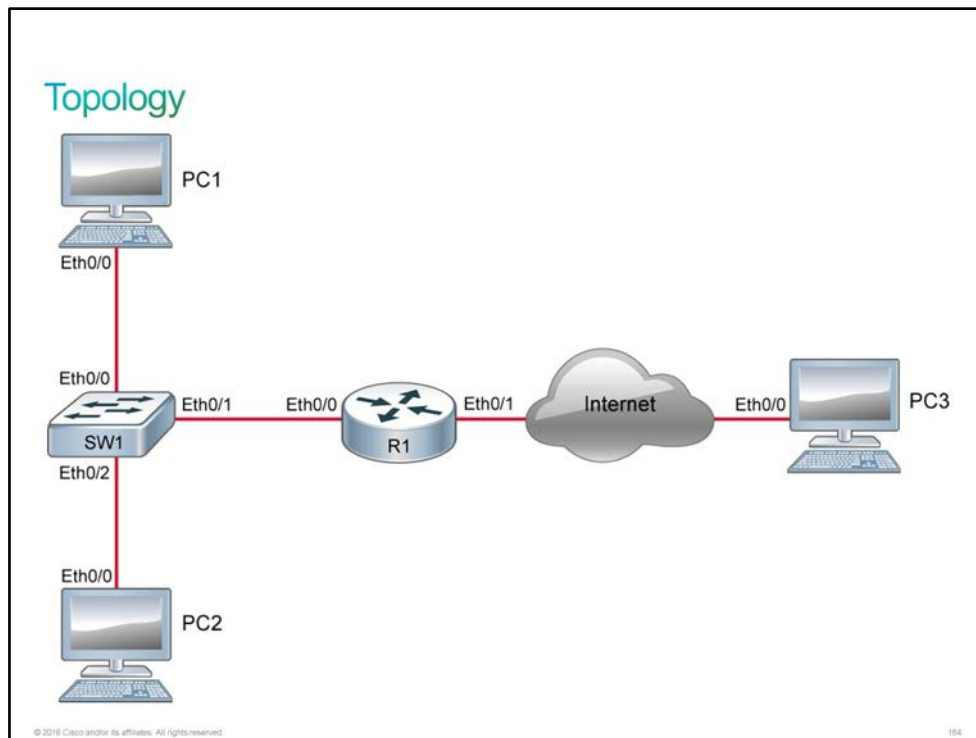 Topology
PC1
Eth0/0
Eth0/0
Eth0/1
Eth0/0
Eth0/1
Internet
Eth0/0
PC3
SW1
R1
Eth0/2
Eth0/0
PC2
© 2016 Cisco and/or its affiliates. All rights reserved.
164